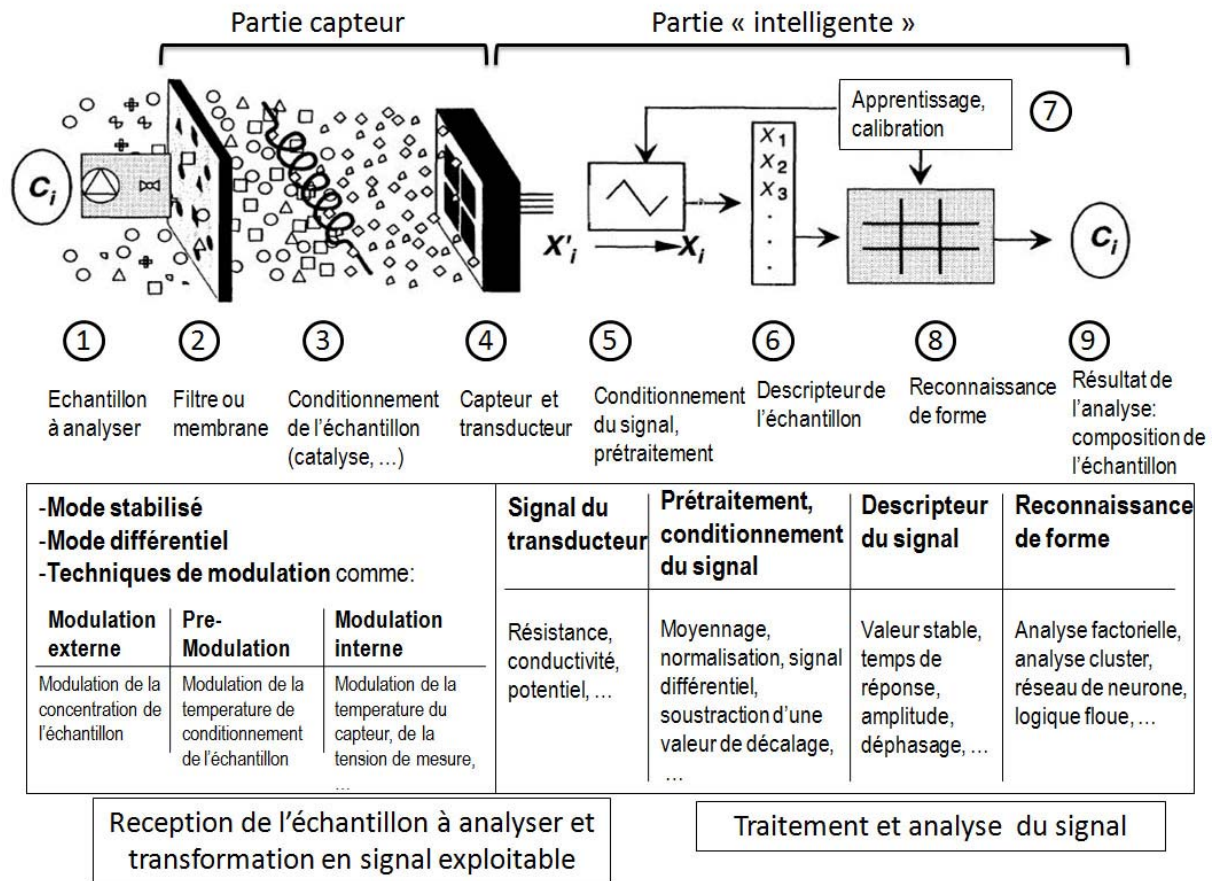 Partie capteur
Partie « intelligente »
Apprentissage,
calibration
7
Ci
X1
X2
X3
.
.
.
X'i
Xi
Ci
1
2
3
4
5
6
8
9
Echantillon
à analyser
Filtre ou
membrane
Conditionnement
de l'échantillon
(catalyse, ...)
Capteur et
transducteur
Conditionnement
du signal,
prétraitement
Descripteur de
l'échantillon
Reconnaissance
de forme
Résultat de
l'analyse:
composition de
l'échantillon
-Mode stabilisé
-Mode différentiel
-Techniques de modulation comme:
Modulation
externe
Pre-
Modulation
Modulation
interne
Modulation de la
concentration de
l'échantillon
Modulation de la
temperature de
conditionnement
de l'échantillon
Modulation de la
temperature du
capteur, de la
tension de mesure,
...
Signal du
transducteur
Prétraitement,
conditionnement
du signal
Descripteur
du signal
Reconnaissance
de forme
Résistance,
conductivité,
potentiel, ...
Moyennage,
normalisation, signal
différentiel,
soustraction d'une
valeur de décalage,
...
Valeur stable,
temps de
réponse,
amplitude,
déphasage, ...
Analyse factorielle,
analyse cluster,
réseau de neurone,
logique floue, ...
Reception de l'échantillon à analyser et
transformation en signal exploitable
Traitement et analyse du signal